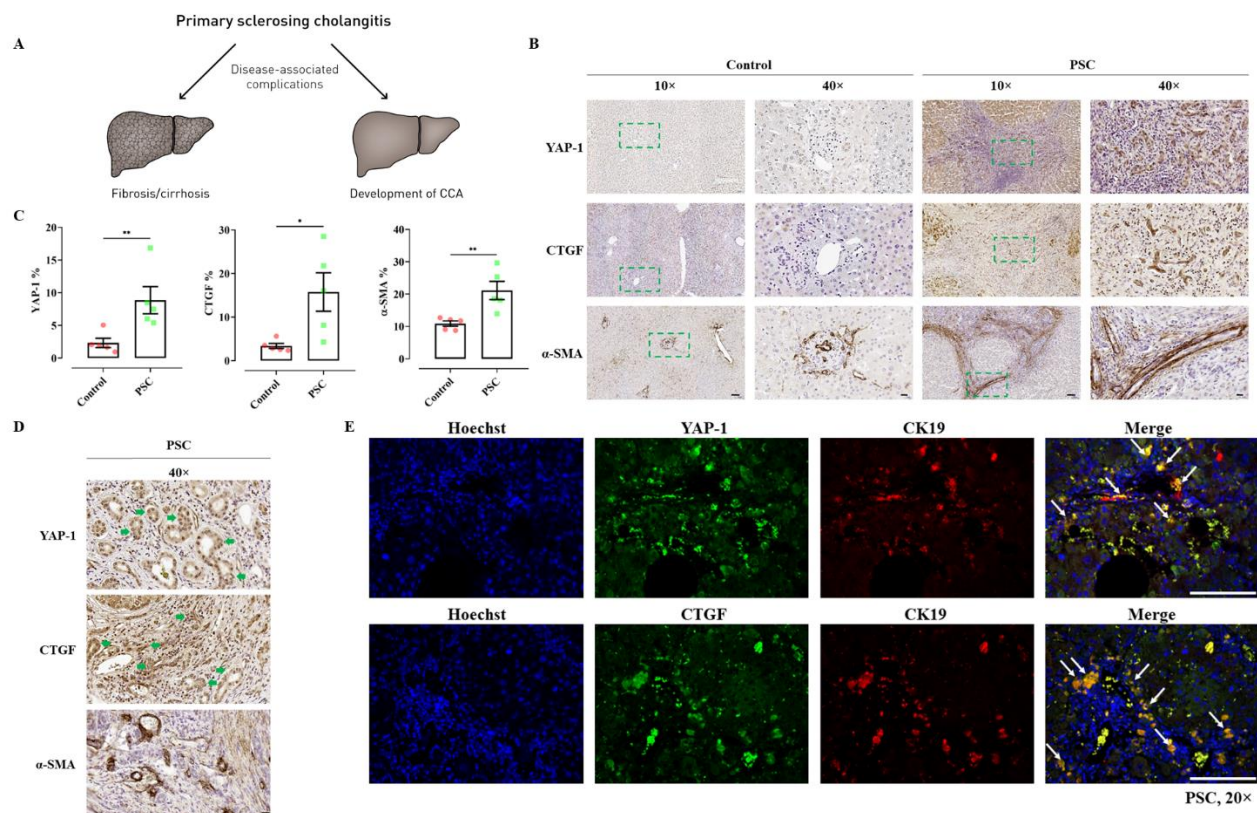 Primary sclerosing cholangitis
A
Disease-associated
complications
Fibrosis/cirrhosis
Development of CCA
B
Control
PSC
10×
40×
10×
40×
YAP-1
CTGF
α-SMA
C
YAP-1 %
20
15
10
5
0
**
Control
PSC
CTGF %
30
20
10
0
*
Control
PSC
α-SMA %
40
30
20
10
0
**
Control
PSC
D
PSC
40×
YAP-1
CTGF
α-SMA
E
Hoechst
YAP-1
CK19
Merge
Hoechst
CTGF
CK19
Merge
PSC, 20×